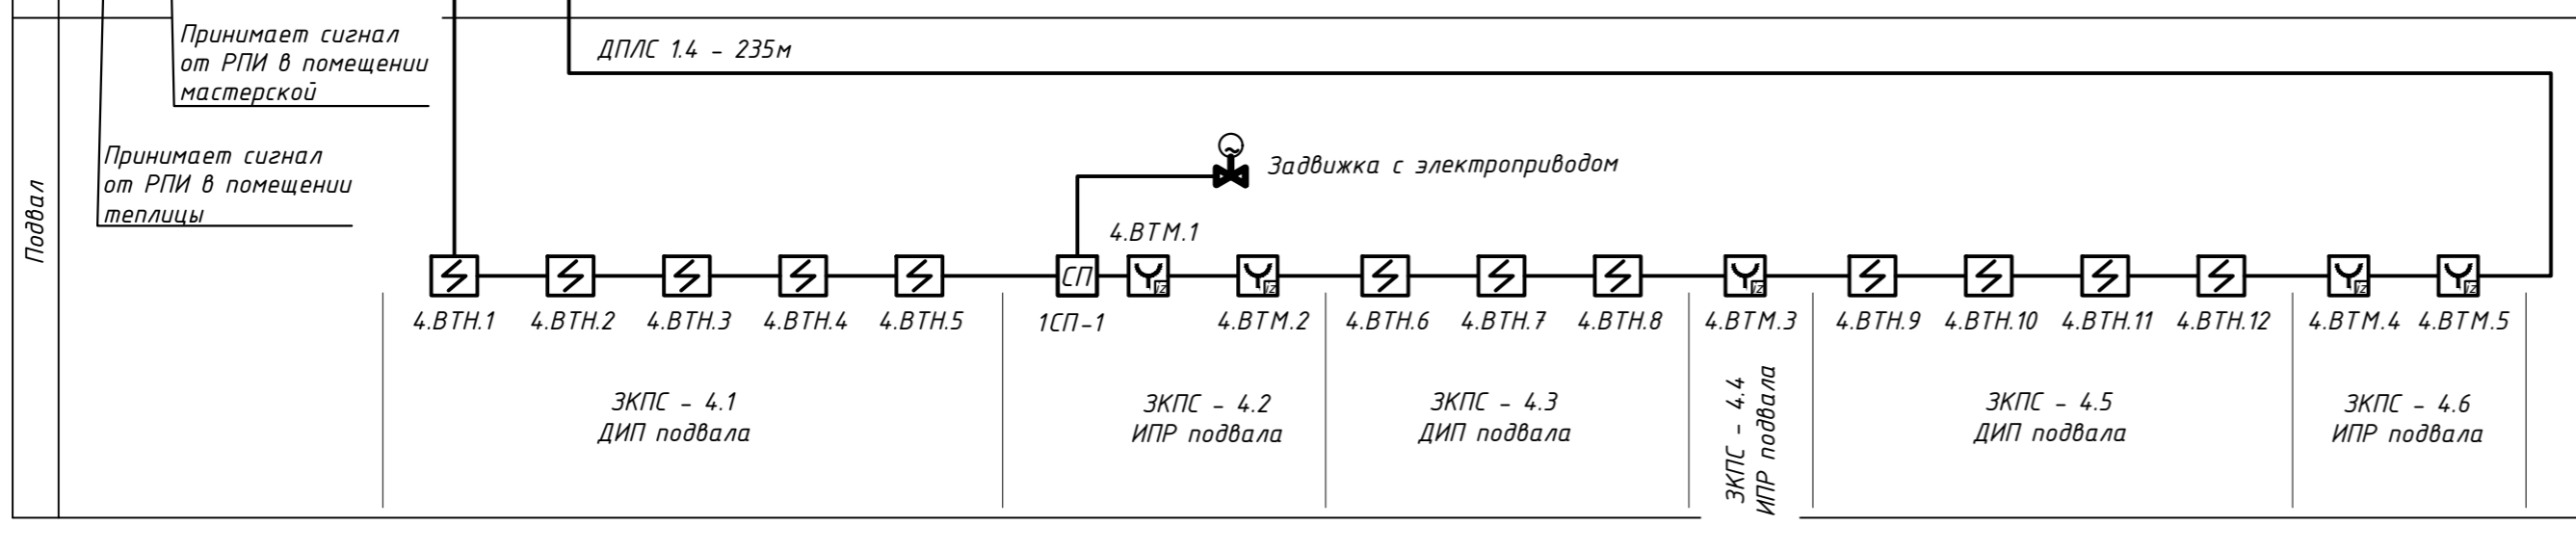 Принимает сигнал
от РПИ в помещении
мастерской
ДПЛС 1.4 - 235м
Принимает сигнал
от РПИ в помещении
теплицы
Подвал
Задвижка с электроприводом
4.ВТМ.1
СП
4.ВТН.1 4.ВТН.2 4.ВТН.3 4.ВТН.4 4.ВТН.5 1СП-1 4.ВТМ.2 4.ВТН.6 4.ВТН.7 4.ВТН.8 4.ВТМ.3 4.ВТН.9 4.ВТН.10 4.ВТН.11 4.ВТН.12 4.ВТМ.4 4.ВТМ.5
ЗКПС - 4.1
ДИП подвала
ЗКПС - 4.2
ИПР подвала
ЗКПС - 4.3
ДИП подвала
ЗКПС - 4.4
ИПР подвала
ЗКПС - 4.5
ДИП подвала
ЗКПС - 4.6
ИПР подвала